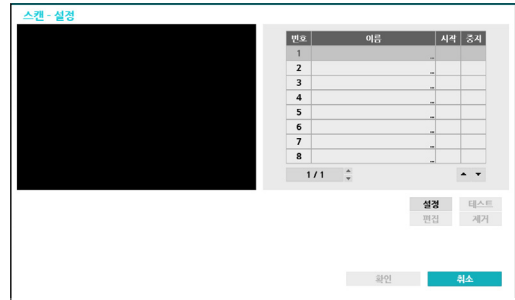 스캔 - 설정
번호 이름 시작 중지
1 ...
2 ...
3 ...
4 ...
5 ...
6 ...
7 ...
8 ...
1 / 1
설정 테스트
편집 제거
확인 취소